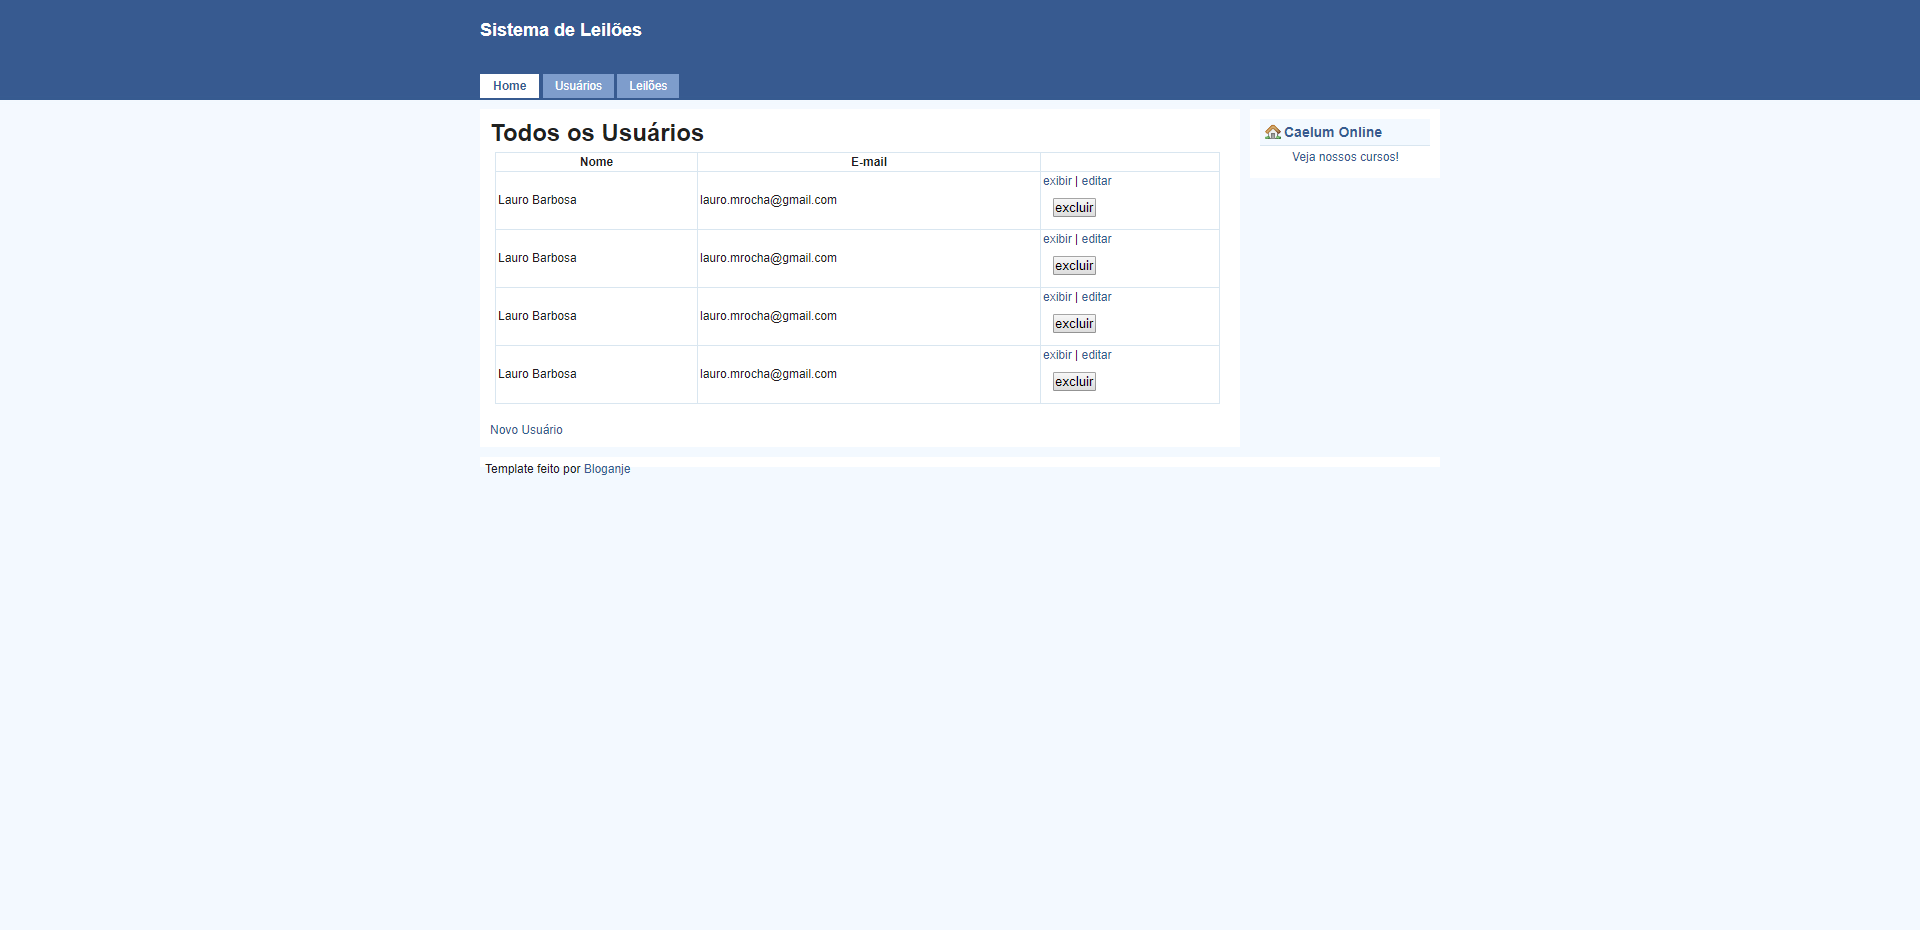 Sistema de Leilões
Home Usuários Leilões
Todos os Usuários
Nome E-mail
Lauro Barbosa lauro.mrocha@gmail.com exibir | editar
excluir
Lauro Barbosa lauro.mrocha@gmail.com exibir | editar
excluir
Lauro Barbosa lauro.mrocha@gmail.com exibir | editar
excluir
Lauro Barbosa lauro.mrocha@gmail.com exibir | editar
excluir
Novo Usuário
Caelum Online
Veja nossos cursos!
Template feito por Bloganje